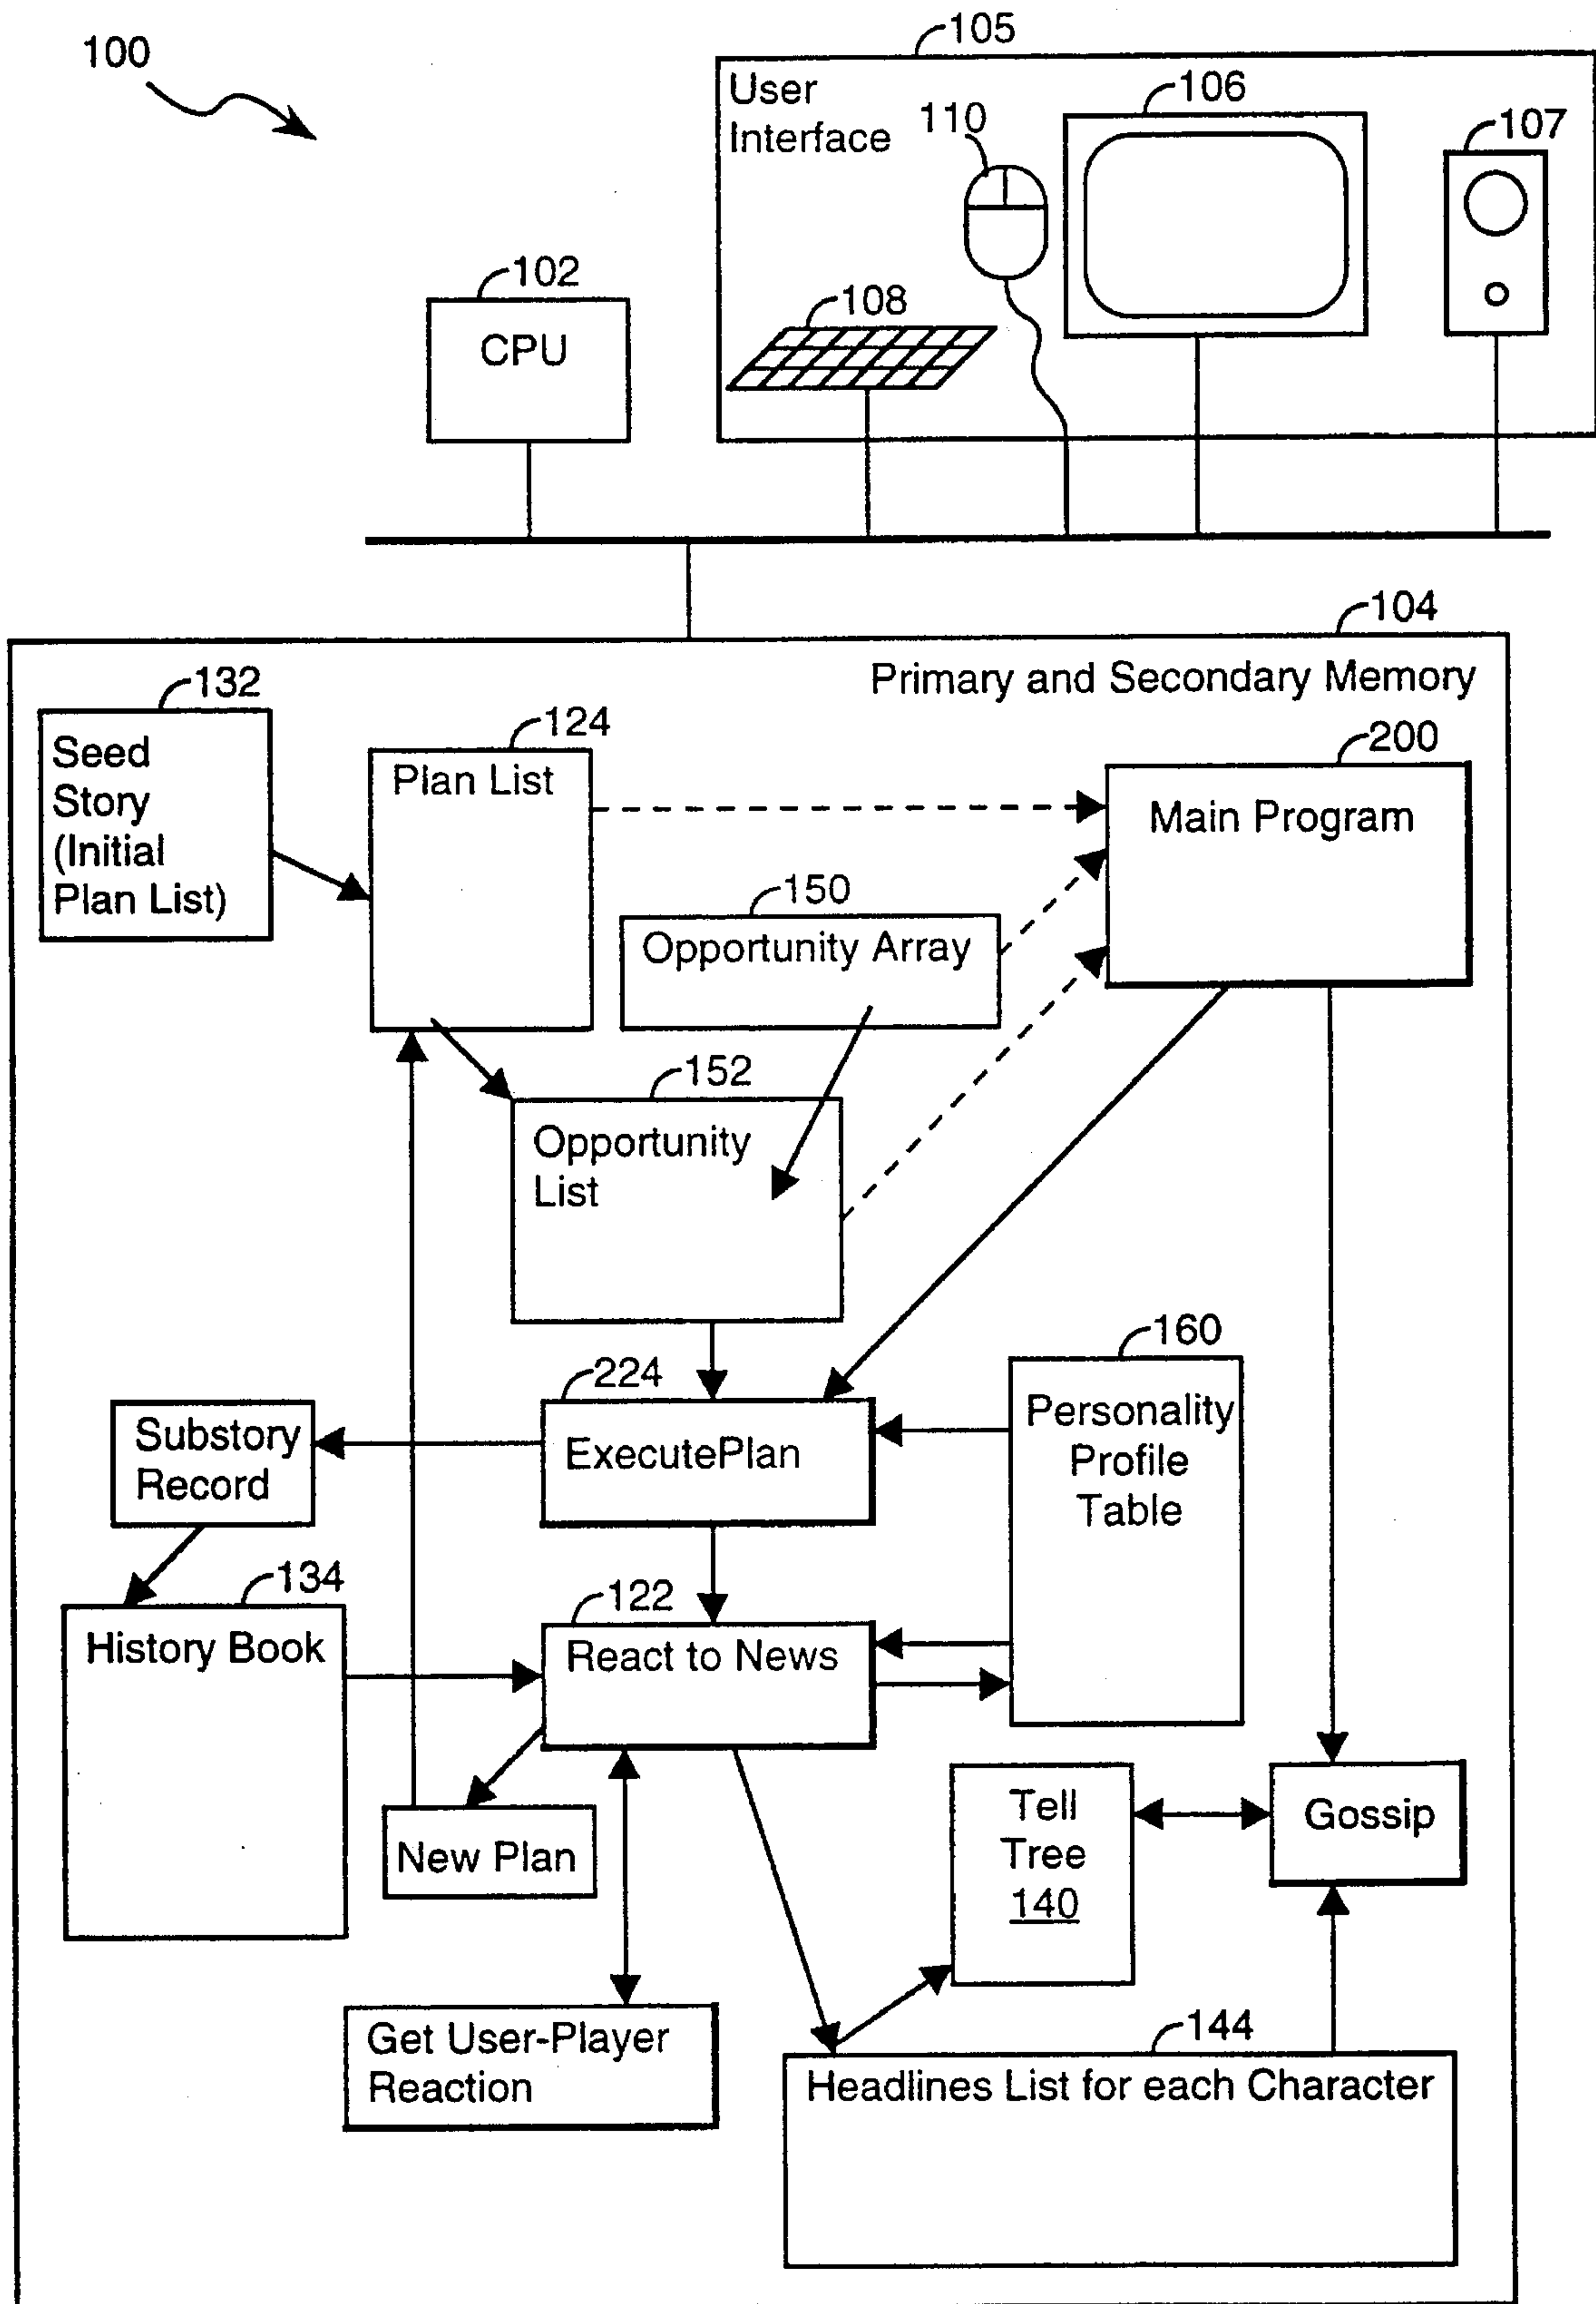 100
105
User
Interface
110
106
107
102
CPU
108
104
Primary and Secondary Memory
132
Seed
Story
(Initial
Plan List)
124
Plan List
200
Main Program
150
Opportunity Array
152
Opportunity
List
160
Personality
Profile
Table
224
ExecutePlan
Substory
Record
134
History Book
122
React to News
New Plan
Tell
Tree
140
Gossip
Get User-Player
Reaction
144
Headlines List for each Character